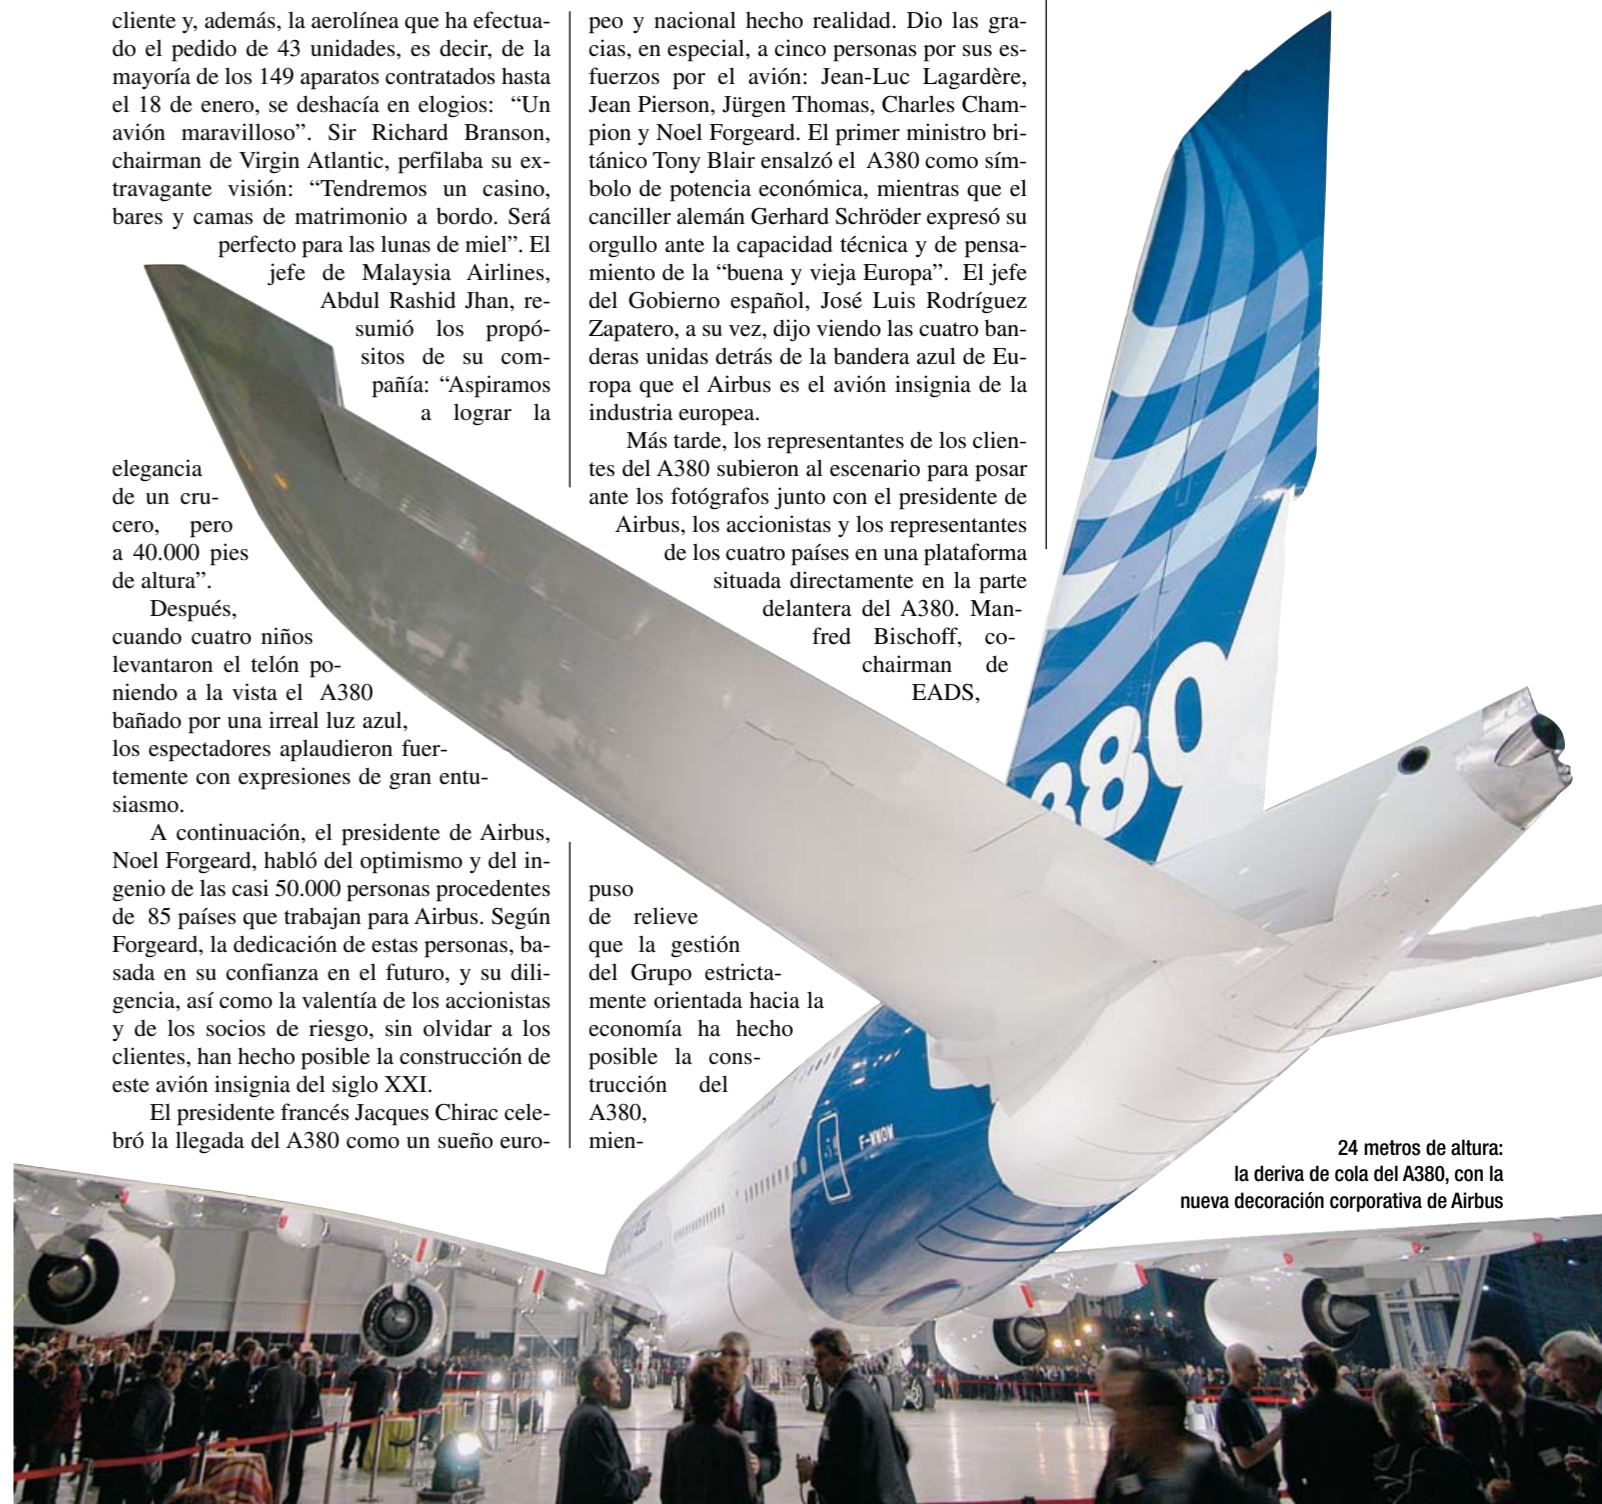 cliente y, además, la aerolínea que ha efectua-
do el pedido de 43 unidades, es decir, de la
mayoría de los 149 aparatos contratados hasta
el 18 de enero, se deshacía en elogios: “Un
avión maravilloso”. Sir Richard Branson,
chairman de Virgin Atlantic, perfilaba su ex-
travagante visión: “Tendremos un casino,
bares y camas de matrimonio a bordo. Será
perfecto para las lunas de miel”. El
jefe de Malaysia Airlines,
Abdul Rashid Jhan, re-
sumió los propó-
sitos de su com-
pañía: “Aspiramos
a lograr la
elegancia
de un cru-
cero, pero
a 40.000 pies
de altura”.
Después,
cuando cuatro niños
levantaron el telón po-
niendo a la vista el A380
bañado por una irreal luz azul,
los espectadores aplaudieron fuer-
temente con expresiones de gran entu-
siasmo.
A continuación, el presidente de Airbus,
Noel Forgeard, habló del optimismo y del in-
genio de las casi 50.000 personas procedentes
de 85 países que trabajan para Airbus. Según
Forgeard, la dedicación de estas personas, ba-
sada en su confianza en el futuro, y su dili-
gencia, así como la valentía de los accionistas
y de los socios de riesgo, sin olvidar a los
clientes, han hecho posible la construcción de
este avión insignia del siglo XXI.
El presidente francés Jacques Chirac cele-
bró la llegada del A380 como un sueño euro-
peo y nacional hecho realidad. Dio las gra-
cias, en especial, a cinco personas por sus es-
fuerzos por el avión: Jean-Luc Lagardère,
Jean Pierson, Jürgen Thomas, Charles Cham-
pion y Noel Forgeard. El primer ministro bri-
tánico Tony Blair ensalzó el A380 como sím-
bolo de potencia económica, mientras que el
canciller alemán Gerhard Schröder expresó su
orgullo ante la capacidad técnica y de pensa-
miento de la “buena y vieja Europa”. El jefe
del Gobierno español, José Luis Rodríguez
Zapatero, a su vez, dijo viendo las cuatro ban-
deras unidas detrás de la bandera azul de Eu-
ropa que el Airbus es el avión insignia de la
industria europea.
Más tarde, los representantes de los clien-
tes del A380 subieron al escenario para posar
ante los fotógrafos junto con el presidente de
Airbus, los accionistas y los representantes
de los cuatro países en una plataforma
situada directamente en la parte
delantera del A380. Man-
fred Bischoff, co-
chairman de
EADS,
puso
de relieve
que la gestión
del Grupo estricta-
mente orientada hacia la
economía ha hecho
posible la cons-
trucción del
A380,
mien-
380
F-WWOW
24 metros de altura:
la deriva de cola del A380, con la
nueva decoración corporativa de Airbus